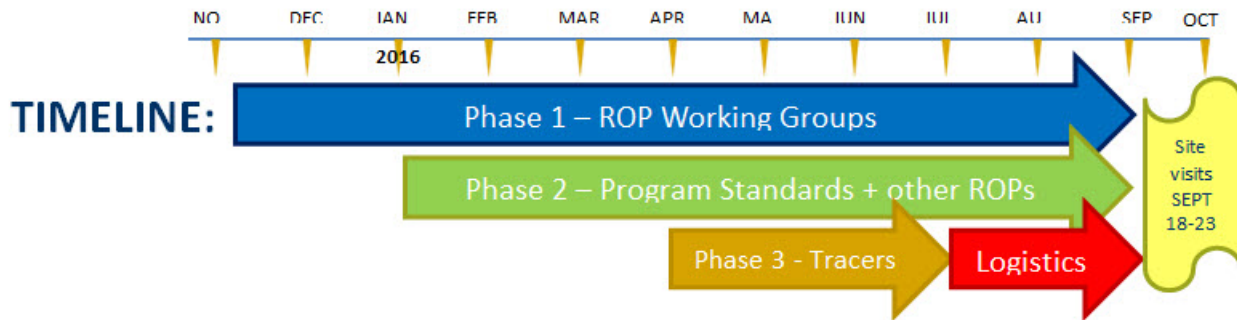 NO DEC JAN FEB MAR APR MA JUN JUL AU SEP OCT
2016
TIMELINE:
Phase 1 – ROP Working Groups
Phase 2 – Program Standards + other ROPs
Phase 3 - Tracers
Logistics
Site
visits
SEPT
18-23